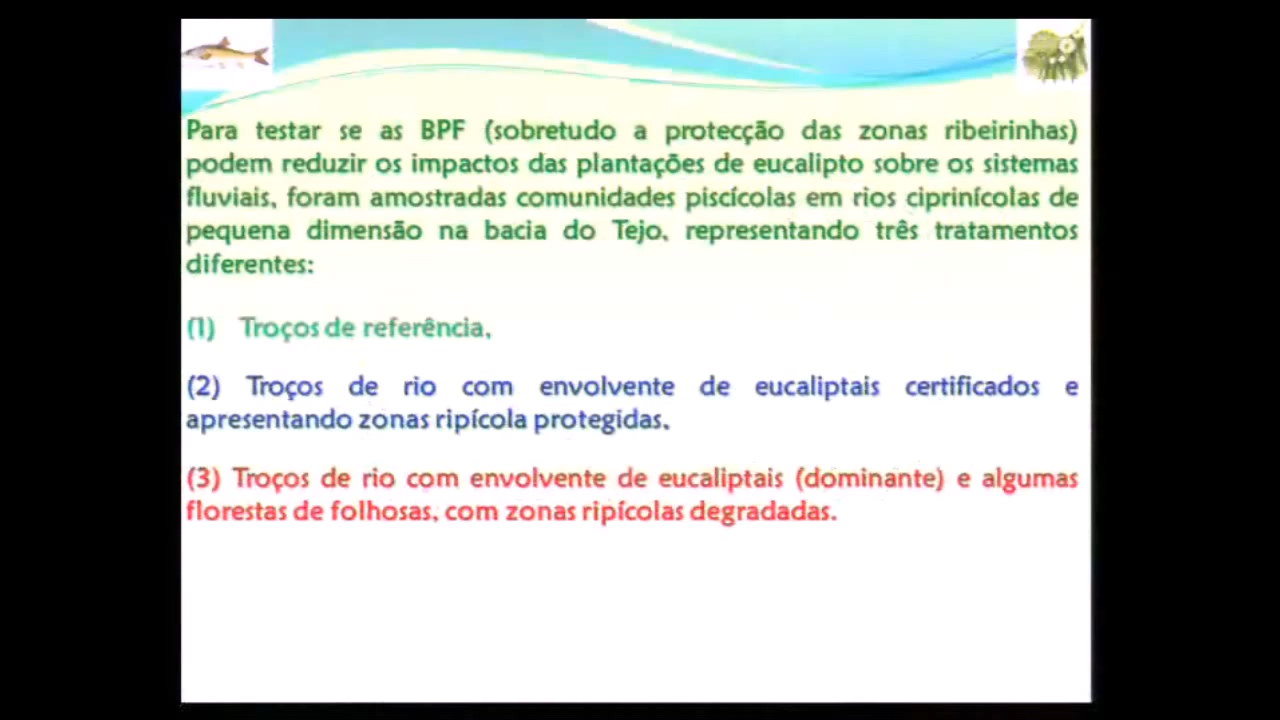 Para testar se as BPF (sobretudo a protecção das zonas ribeirinhas)
podem reduzir os impactos das plantações de eucalipto sobre os sistemas
fluviais, foram amostradas comunidades piscícolas em rios ciprinícolas de
pequena dimensão na bacia do Tejo, representando três tratamentos
diferentes:
(1) Troços de referência,
(2) Troços de rio com envolvente de eucaliptais certificados e
apresentando zonas ripícola protegidas,
(3) Troços de rio com envolvente de eucaliptais (dominante) e algumas
florestas de folhosas, com zonas ripícolas degradadas.